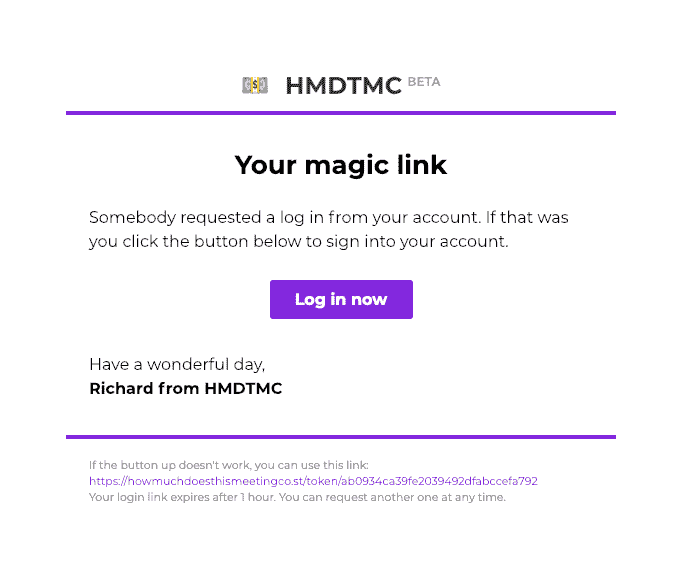 HMDTMC BETA
Your magic link
Somebody requested a log in from your account. If that was
you click the button below to sign into your account.
Log in now
Have a wonderful day,
Richard from HMDTMC
If the button up doesn't work, you can use this link:
https://howmuchdoesthismeetingco.st/token/ab0934ca39fe2039492dfabccefa792
Your login link expires after 1 hour. You can request another one at any time.